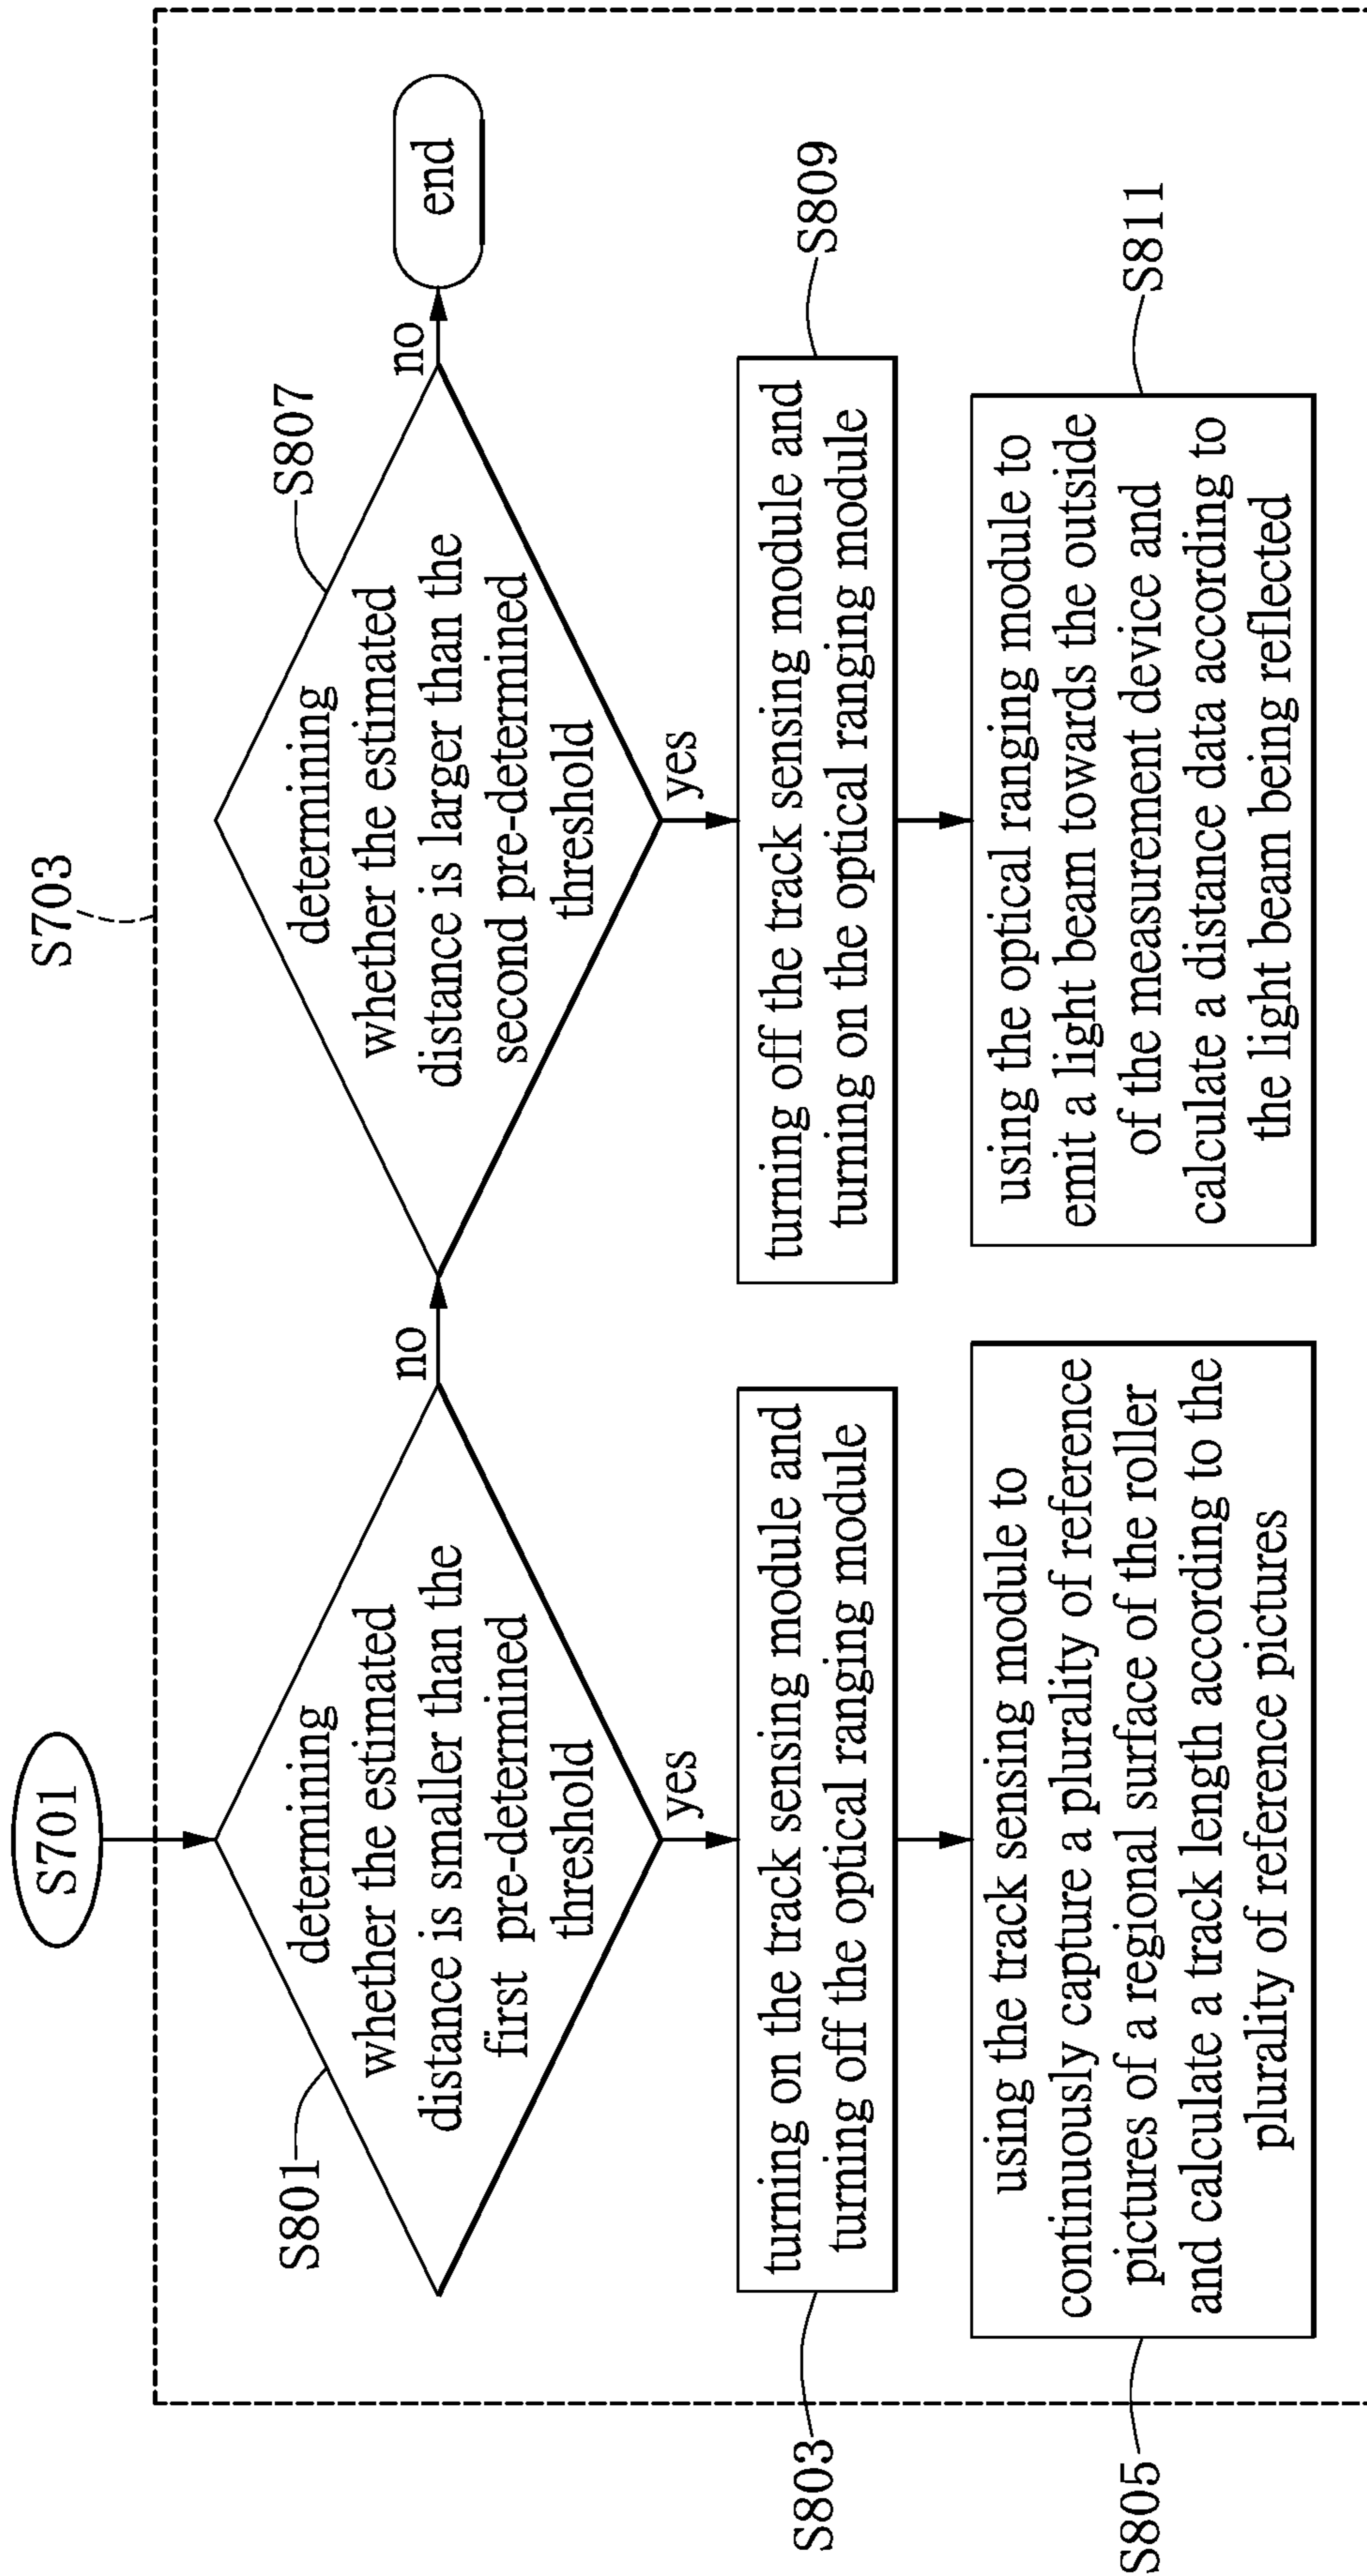 S701
S703
S801
determining
whether the estimated
distance is smaller than the
first pre-determined
threshold
no
yes
S803
turning on the track sensing module and
turning off the optical ranging module
S805
using the track sensing module to
continuously capture a plurality of reference
pictures of a regional surface of the roller
and calculate a track length according to the
plurality of reference pictures
S807
determining
whether the estimated
distance is larger than the
second pre-determined
threshold
no
end
yes
S809
turning off the track sensing module and
turning on the optical ranging module
S811
using the optical ranging module to
emit a light beam towards the outside
of the measurement device and
calculate a distance data according to
the light beam being reflected